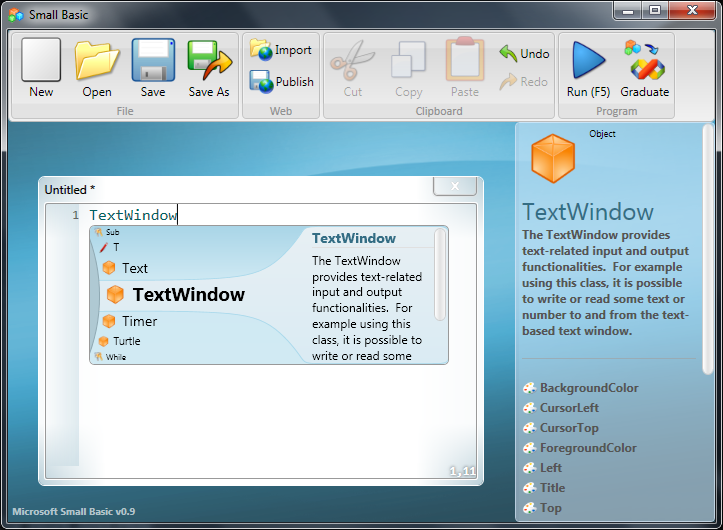 Small Basic
New
Open
Save
Save As
File
Import
Publish
Web
Cut
Copy
Paste
Undo
Redo
Clipboard
Run (F5)
Graduate
Program
Untitled *
1 TextWindow
Sub
T
Text
TextWindow
Timer
Turtle
While
TextWindow
The TextWindow
provides text-related
input and output
functionalities.  For
example using this
class, it is possible to
write or read some
1,11
Microsoft Small Basic v0.9
Object
TextWindow
The TextWindow provides
text-related input and output
functionalities.  For example
using this class, it is possible
to write or read some text or
number to and from the text-
based text window.
BackgroundColor
CursorLeft
CursorTop
ForegroundColor
Left
Title
Top